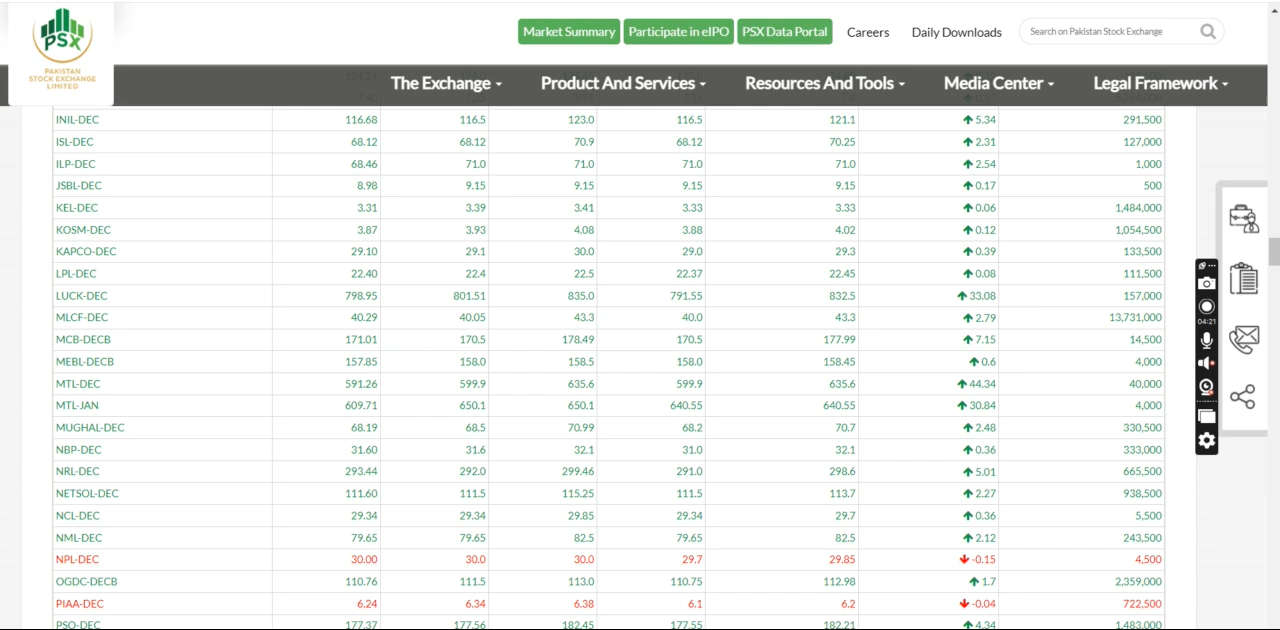 PSX
PAKISTAN
STOCK EXCHANGE
LIMITED
Market Summary Participate in eIPO PSX Data Portal Careers Daily Downloads Search on Pakistan Stock Exchange
The Exchange Product And Services Resources And Tools Media Center Legal Framework
INIL-DEC 116.68 116.5 123.0 116.5 121.1 5.34 291,500
ISL-DEC 68.12 68.12 70.9 68.12 70.25 2.31 127,000
ILP-DEC 68.46 71.0 71.0 71.0 71.0 2.54 1,000
JSBL-DEC 8.98 9.15 9.15 9.15 9.15 0.17 500
KEL-DEC 3.31 3.39 3.41 3.33 3.33 0.06 1,484,000
KOSM-DEC 3.87 3.93 4.08 3.88 4.02 0.12 1,054,500
KAPCO-DEC 29.10 29.1 30.0 29.0 29.3 0.39 133,500
LPL-DEC 22.40 22.4 22.5 22.37 22.45 0.08 111,500
LUCK-DEC 798.95 801.51 835.0 791.55 832.5 33.08 157,000
MLCF-DEC 40.29 40.05 43.3 40.0 43.3 2.79 13,731,000
MCB-DECB 171.01 170.5 178.49 170.5 177.99 7.15 14,500
MEBL-DECB 157.85 158.0 158.5 158.0 158.45 0.6 4,000
MTL-DEC 591.26 599.9 635.6 599.9 635.6 44.34 40,000
MTL-JAN 609.71 650.1 650.1 640.55 640.55 30.84 4,000
MUGHAL-DEC 68.19 68.5 70.99 68.2 70.7 2.48 330,500
NBP-DEC 31.60 31.6 32.1 31.0 32.1 0.36 333,000
NRL-DEC 293.44 292.0 299.46 291.0 298.6 5.01 665,500
NETSOL-DEC 111.60 111.5 115.25 111.5 113.7 2.27 938,500
NCL-DEC 29.34 29.34 29.85 29.34 29.7 0.36 5,500
NML-DEC 79.65 79.65 82.5 79.65 82.5 2.12 243,500
NPL-DEC 30.00 30.0 30.0 29.7 29.85 -0.15 4,500
OGDC-DECB 110.76 111.5 113.0 110.75 112.98 1.7 2,359,000
PIAA-DEC 6.24 6.34 6.38 6.1 6.2 -0.04 722,500
PSO-DEC 177.37 177.56 182.45 177.55 182.21 4.34 1,483,000
04:21